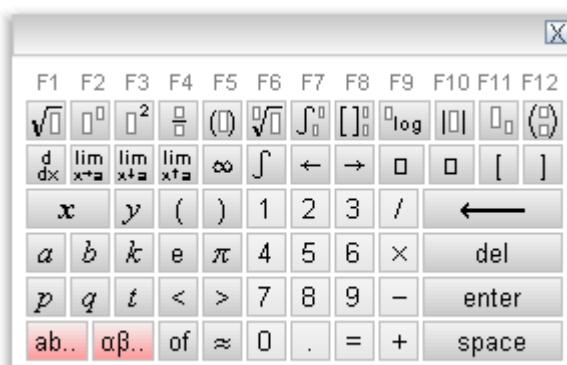 X
F1 F2 F3 F4 F5 F6 F7 F8 F9 F10 F11 F12
√▯ ▯▯ ▯² ▯/▯ (▯) ▯√▯ ∫▯▯ [ ]▯▯ ▯log |▯| ▯▯ (▯▯)
d/dx lim x→a lim x↓a lim x↑a ∞ ∫ ← → ▯ ▯ [ ]
x y ( ) 1 2 3 / ←
a b k e π 4 5 6 × del
p q t < > 7 8 9 − enter
ab.. αβ.. of ≈ 0 . = + space